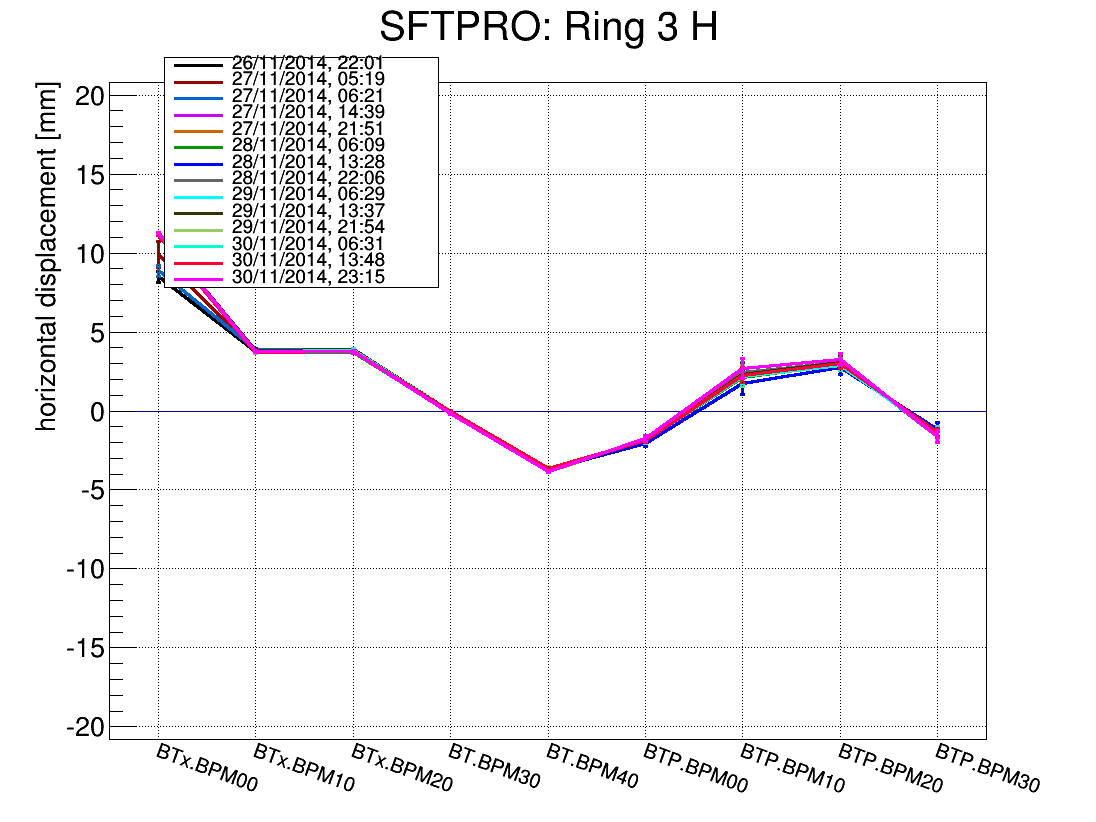 SFTPRO: Ring 3 H
horizontal displacement [mm]
26/11/2014, 22:01
27/11/2014, 05:19
27/11/2014, 06:21
27/11/2014, 14:39
27/11/2014, 21:51
28/11/2014, 06:09
28/11/2014, 13:28
28/11/2014, 22:06
29/11/2014, 06:29
29/11/2014, 13:37
29/11/2014, 21:54
30/11/2014, 06:31
30/11/2014, 13:48
30/11/2014, 23:15
20
15
10
5
0
-5
-10
-15
-20
BTx.BPM00
BTx.BPM10
BTx.BPM20
BT.BPM30
BT.BPM40
BTP.BPM00
BTP.BPM10
BTP.BPM20
BTP.BPM30